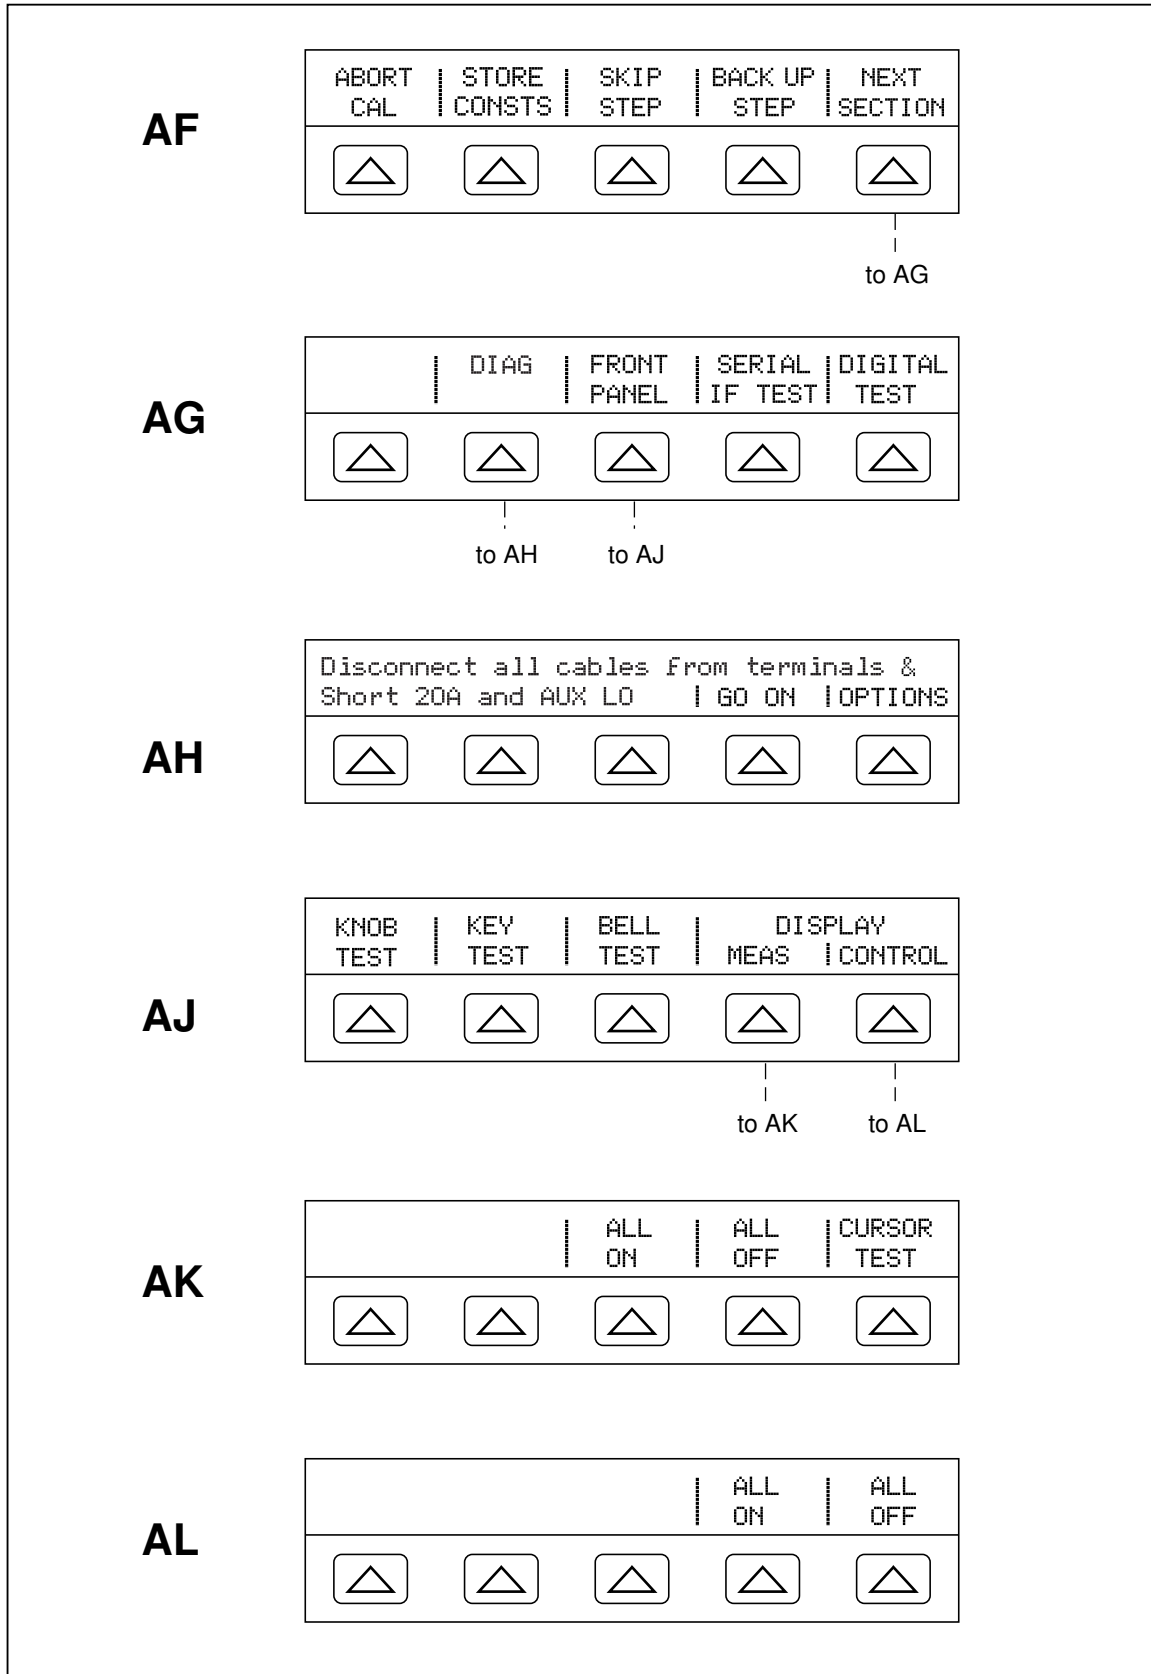 AF
ABORT | STORE | SKIP | BACK UP | NEXT
CAL | CONSTS | STEP | STEP | SECTION
to AG
AG
| DIAG | FRONT | SERIAL | DIGITAL
| PANEL | IF TEST | TEST
to AH to AJ
AH
Disconnect all cables from terminals &
Short 20A and AUX LO | GO ON | OPTIONS
AJ
KNOB | KEY | BELL | DISPLAY
TEST | TEST | TEST | MEAS | CONTROL
to AK to AL
AK
| ALL | ALL | CURSOR
| ON | OFF | TEST
AL
| ALL | ALL
| ON | OFF